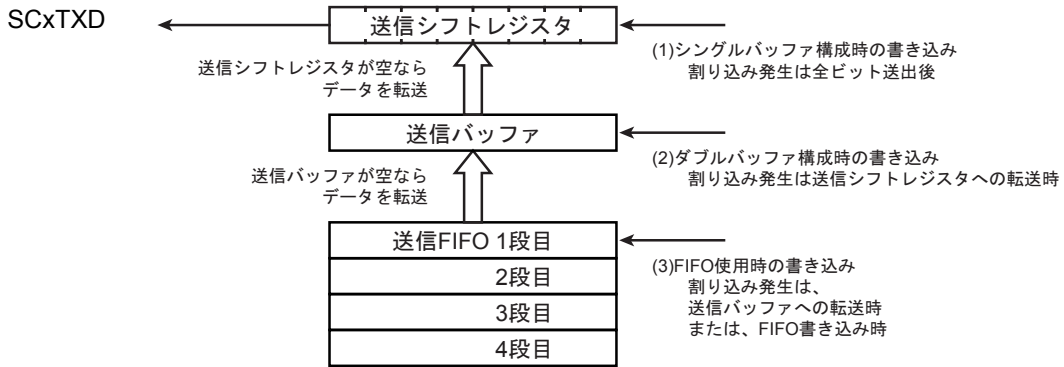 SCxTXD
送信シフトレジスタ
(1)シングルバッファ構成時の書き込み
割り込み発生は全ビット送出後
送信シフトレジスタが空なら
データを転送
送信バッファ
(2)ダブルバッファ構成時の書き込み
割り込み発生は送信シフトレジスタへの転送時
送信バッファが空なら
データを転送
送信FIFO 1段目
2段目
3段目
4段目
(3)FIFO使用時の書き込み
割り込み発生は、
送信バッファへの転送時
または、FIFO書き込み時